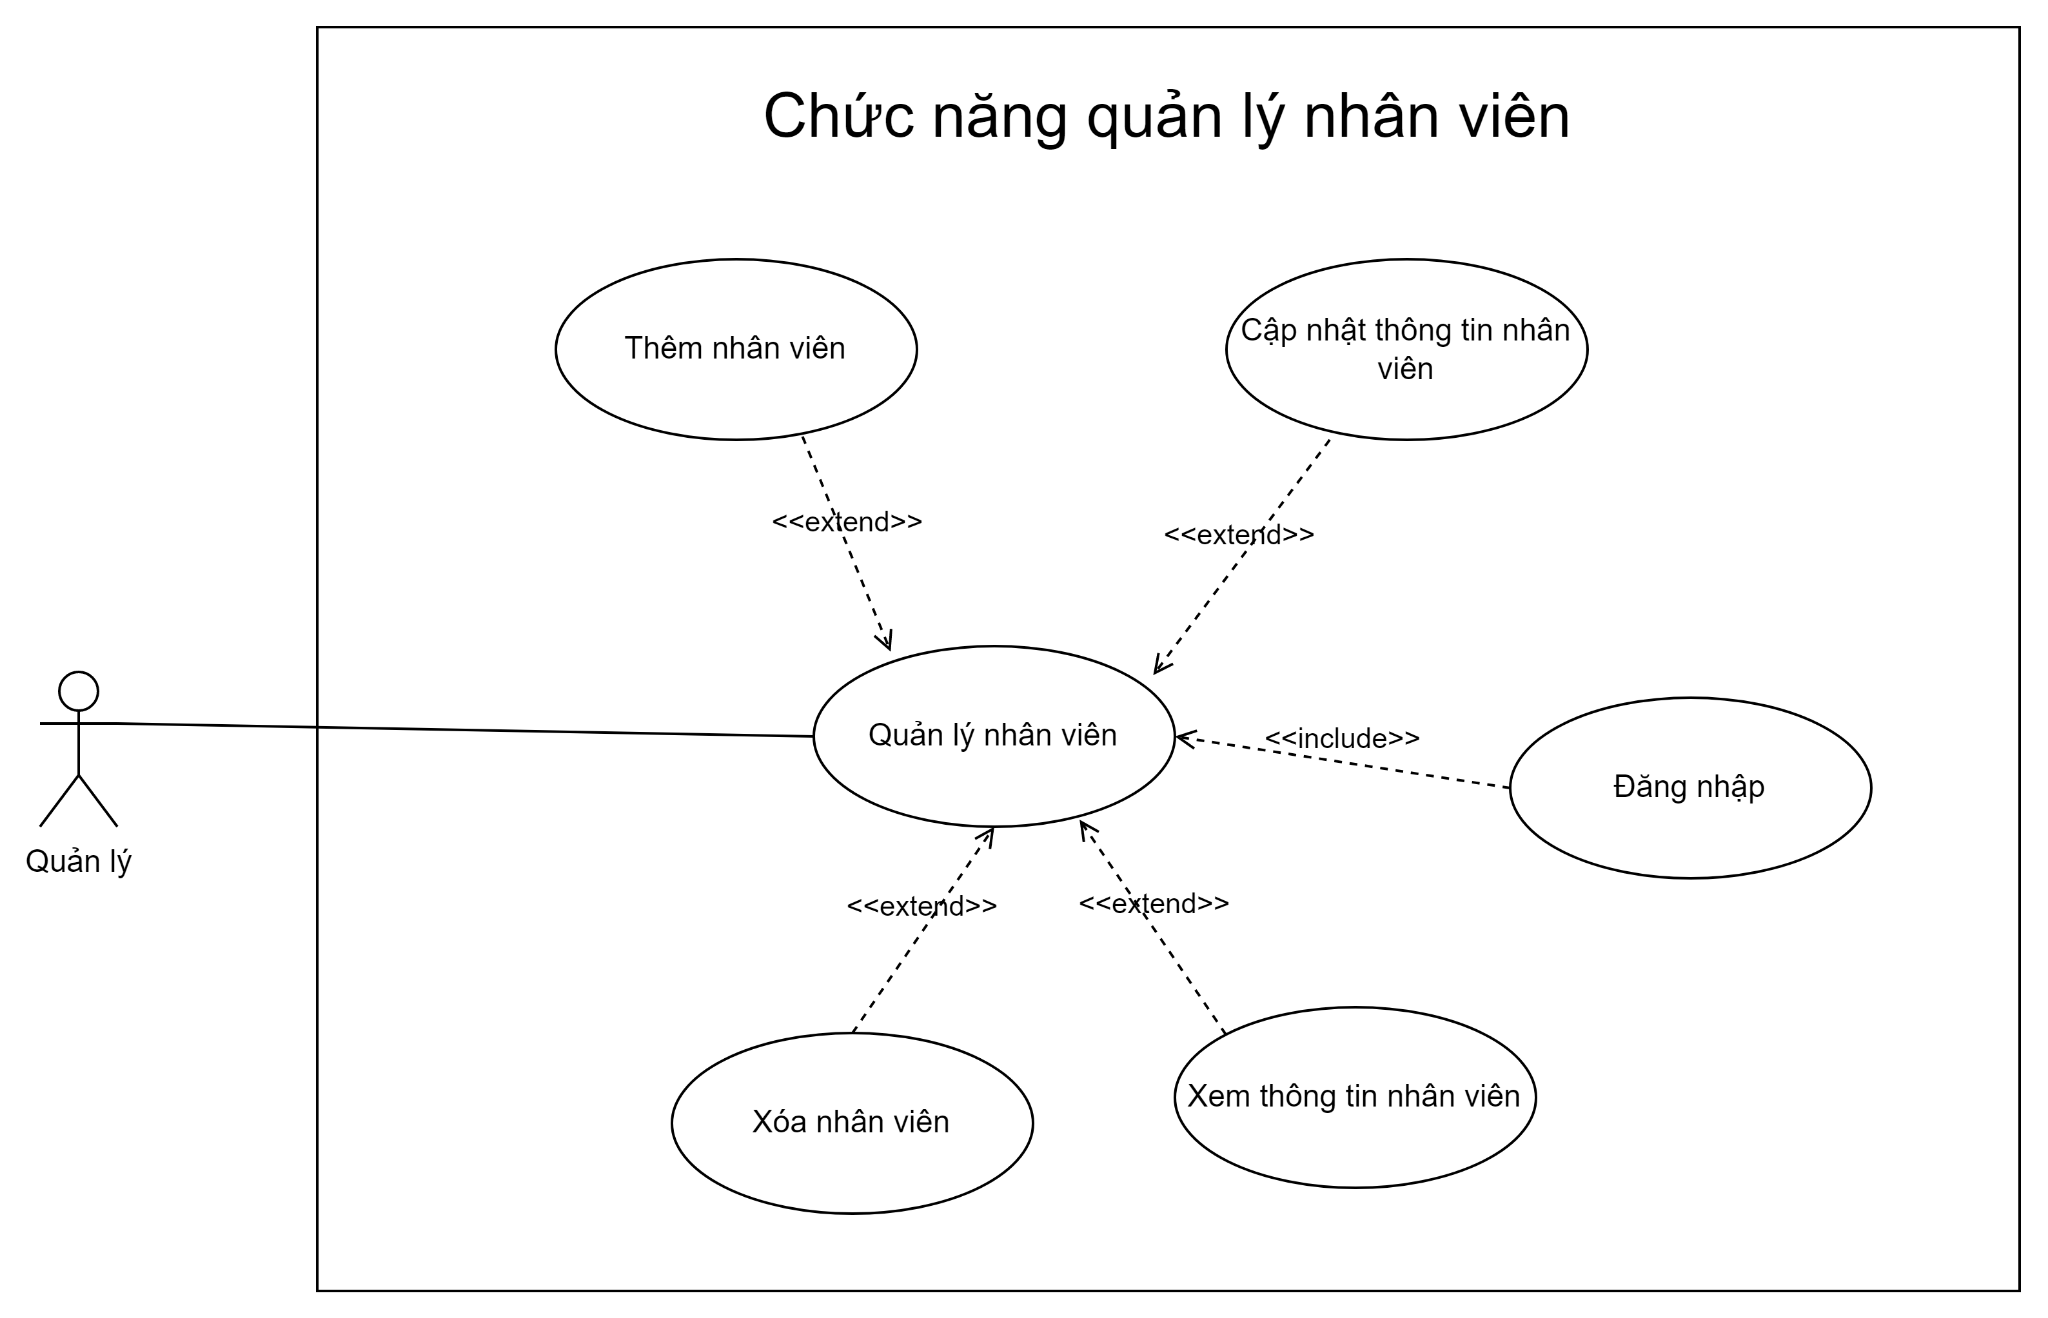 Chức năng quản lý nhân viên
Thêm nhân viên
Cập nhật thông tin nhân
viên
<<extend>>
<<extend>>
Quản lý nhân viên
<<include>>
Đăng nhập
Quản lý
<<extend>>
<<extend>>
Xóa nhân viên
Xem thông tin nhân viên